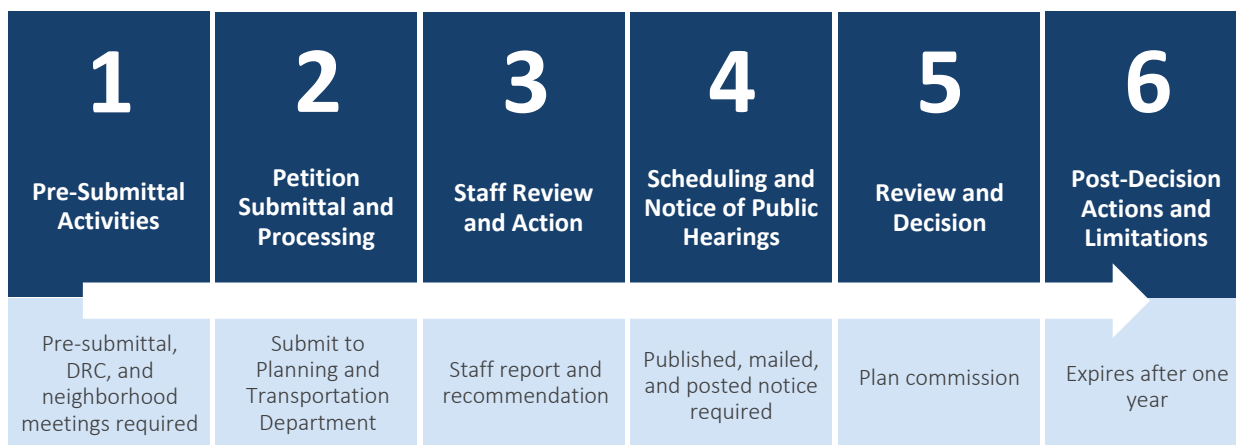 1
Pre-Submittal
Activities
2
Petition
Submittal and
Processing
3
Staff Review
and Action
4
Scheduling and
Notice of Public
Hearings
5
Review and
Decision
6
Post-Decision
Actions and
Limitations
Pre-submittal,
DRC, and
neighborhood
meetings required
Submit to
Planning and
Transportation
Department
Staff report and
recommendation
Published, mailed,
and posted notice
required
Plan commission
Expires after one
year